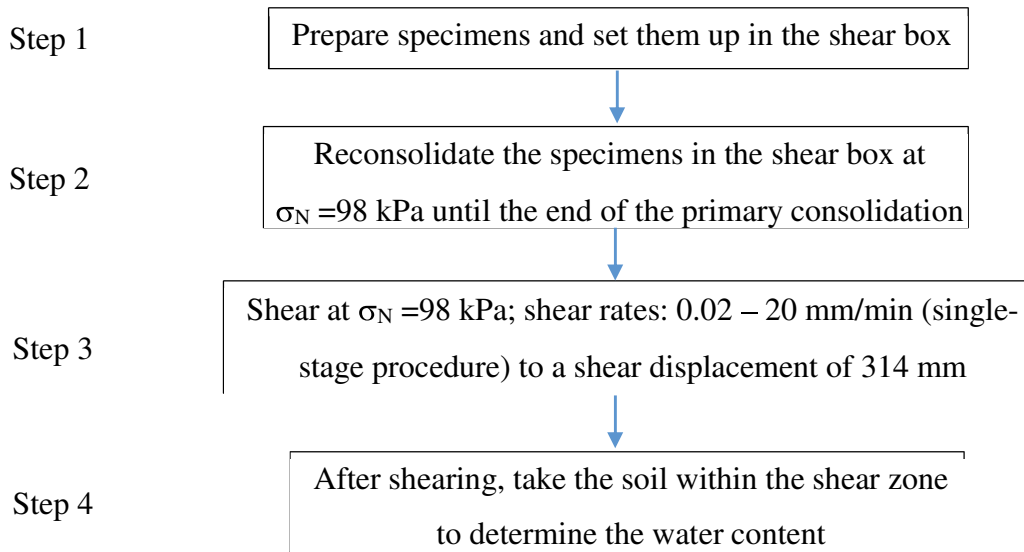 Step 1
Prepare specimens and set them up in the shear box
Step 2
Reconsolidate the specimens in the shear box at
σN =98 kPa until the end of the primary consolidation
Step 3
Shear at σN =98 kPa; shear rates: 0.02 – 20 mm/min (single-
stage procedure) to a shear displacement of 314 mm
Step 4
After shearing, take the soil within the shear zone
to determine the water content